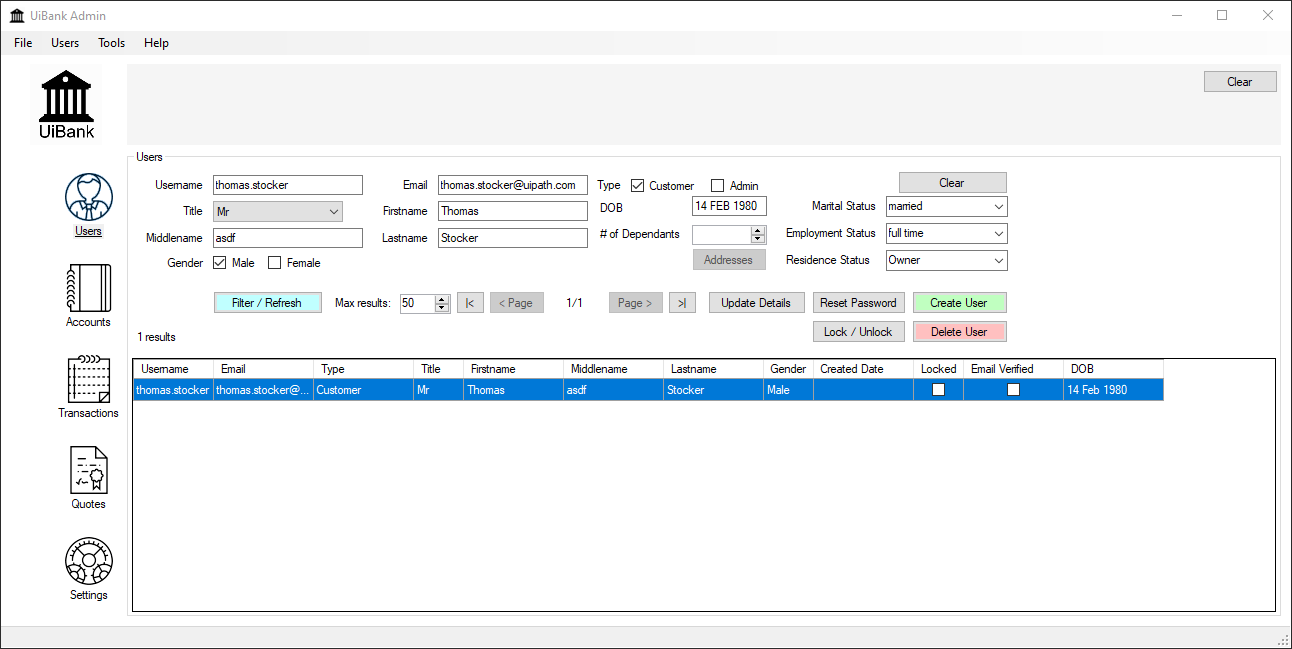 UiBank Admin
File Users Tools Help
UiBank
Clear
Users
Accounts
Transactions
Quotes
Settings
Users
Username thomas.stocker Email thomas.stocker@uipath.com Type Customer Admin Clear
Title Mr Firstname Thomas DOB 14 FEB 1980 Marital Status married
Middlename asdf Lastname Stocker # of Dependants Employment Status full time
Gender Male Female Addresses Residence Status Owner
Filter / Refresh Max results: 50 |< < Page 1/1 Page > >| Update Details Reset Password Create User
Lock / Unlock Delete User
1 results
Username Email Type Title Firstname Middlename Lastname Gender Created Date Locked Email Verified DOB
thomas.stocker thomas.stocker@... Customer Mr Thomas asdf Stocker Male 14 Feb 1980